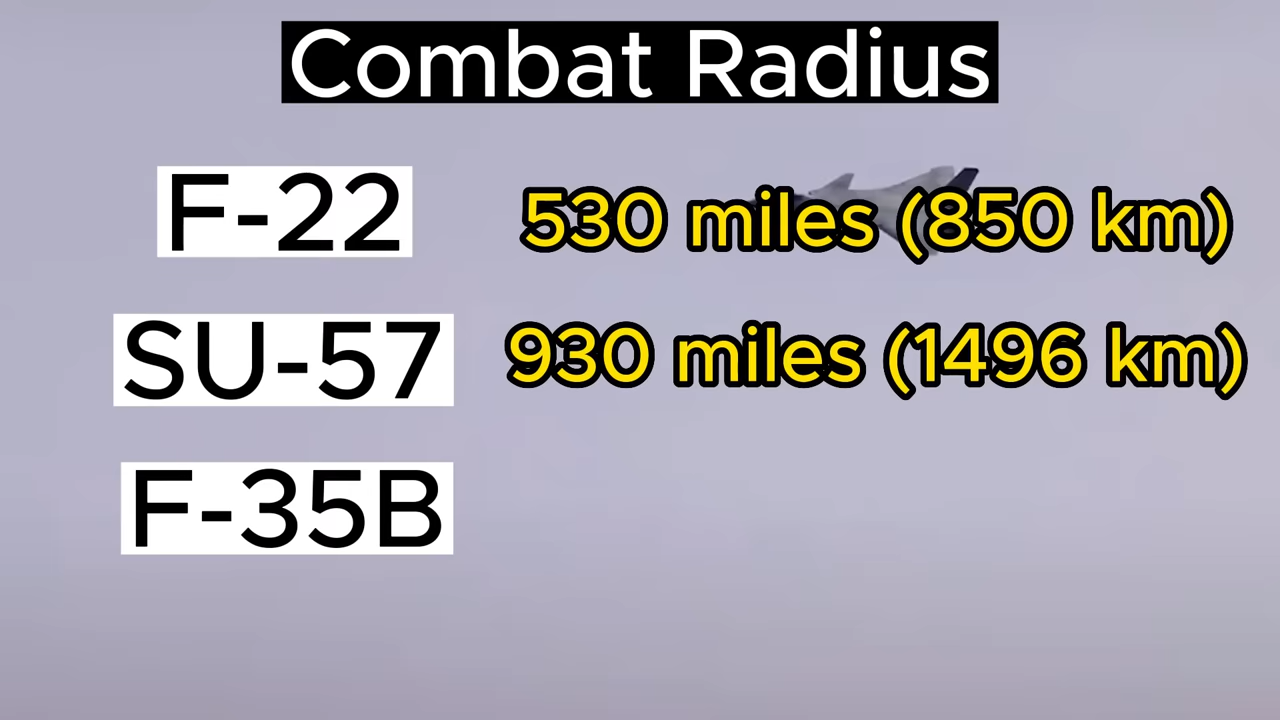 Combat Radius
F-22 530 miles (850 km)
SU-57 930 miles (1496 km)
F-35B